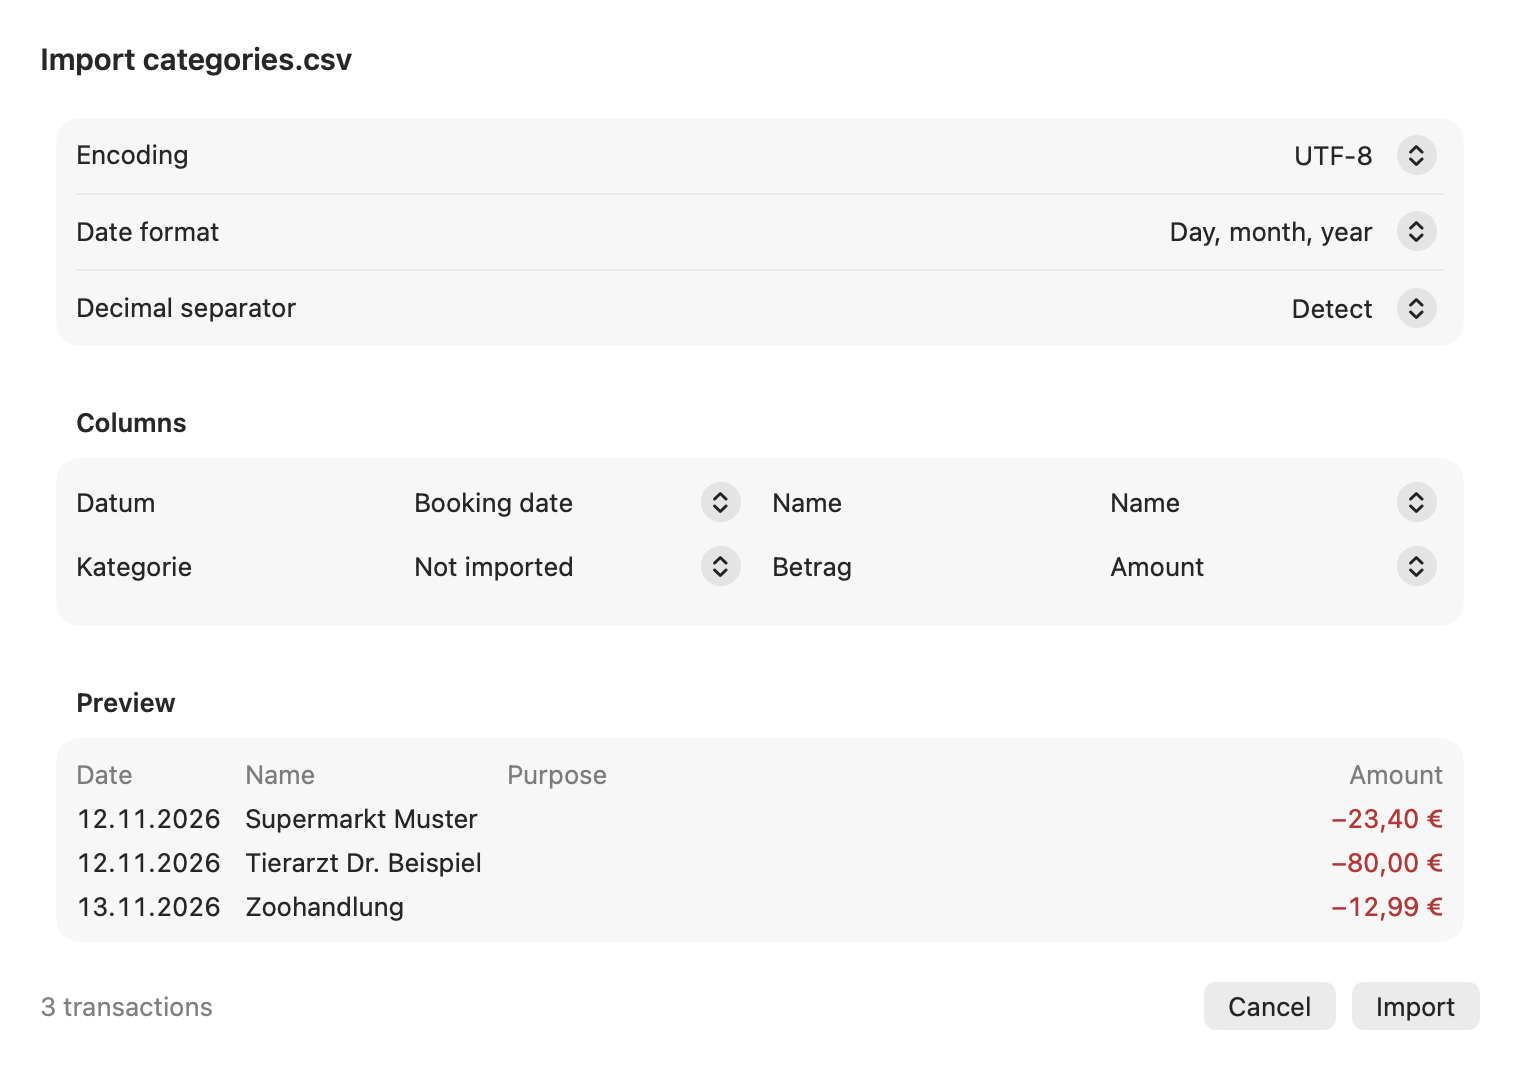 Import categories.csv
Encoding UTF-8
Date format Day, month, year
Decimal separator Detect
Columns
Datum Booking date Name Name
Kategorie Not imported Betrag Amount
Preview
Date Name Purpose Amount
12.11.2026 Supermarkt Muster –23,40 €
12.11.2026 Tierarzt Dr. Beispiel –80,00 €
13.11.2026 Zoohandlung –12,99 €
3 transactions Cancel Import